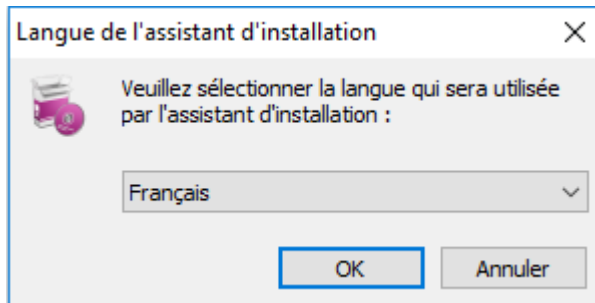 Langue de l'assistant d'installation
Veuillez sélectionner la langue qui sera utilisée
par l'assistant d'installation :
Français
OK
Annuler